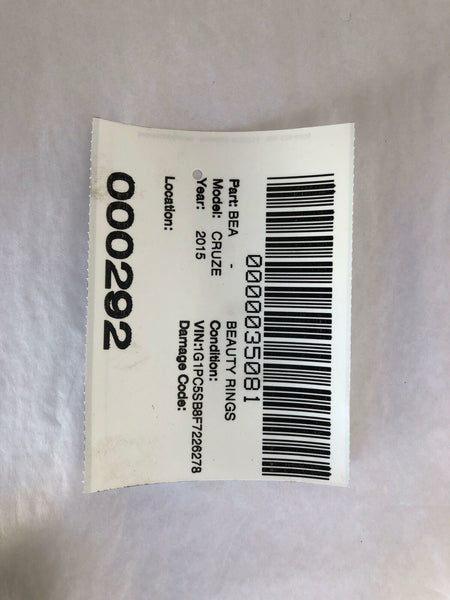 0000035081
Part: BEA - BEAUTY RINGS
Model: CRUZE Condition:
Year: 2015 VIN:1G1PC5SB8F7226278
Damage Code:
Location:
000292